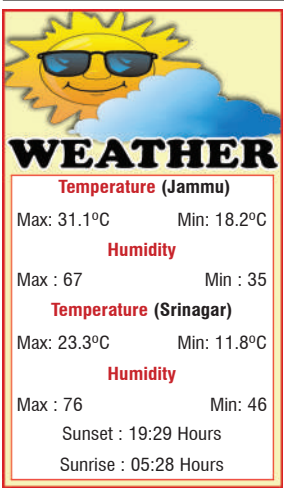 WEATHER
Temperature (Jammu)
Max: 31.1ºC Min: 18.2ºC
Humidity
Max : 67 Min : 35
Temperature (Srinagar)
Max: 23.3ºC Min: 11.8ºC
Humidity
Max : 76 Min: 46
Sunset : 19:29 Hours
Sunrise : 05:28 Hours